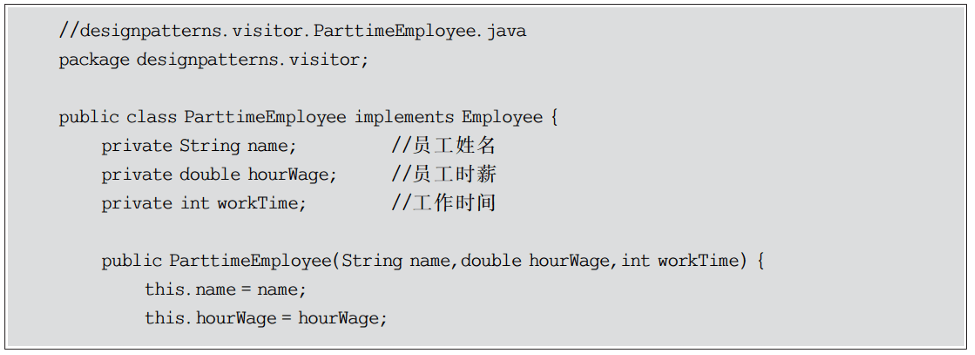 //designpatterns.visitor.ParttimeEmployee.java
package designpatterns.visitor;
public class ParttimeEmployee implements Employee {
private String name; //员工姓名
private double hourWage; //员工时薪
private int workTime; //工作时间
public ParttimeEmployee(String name,double hourWage,int workTime) {
this.name = name;
this.hourWage = hourWage;